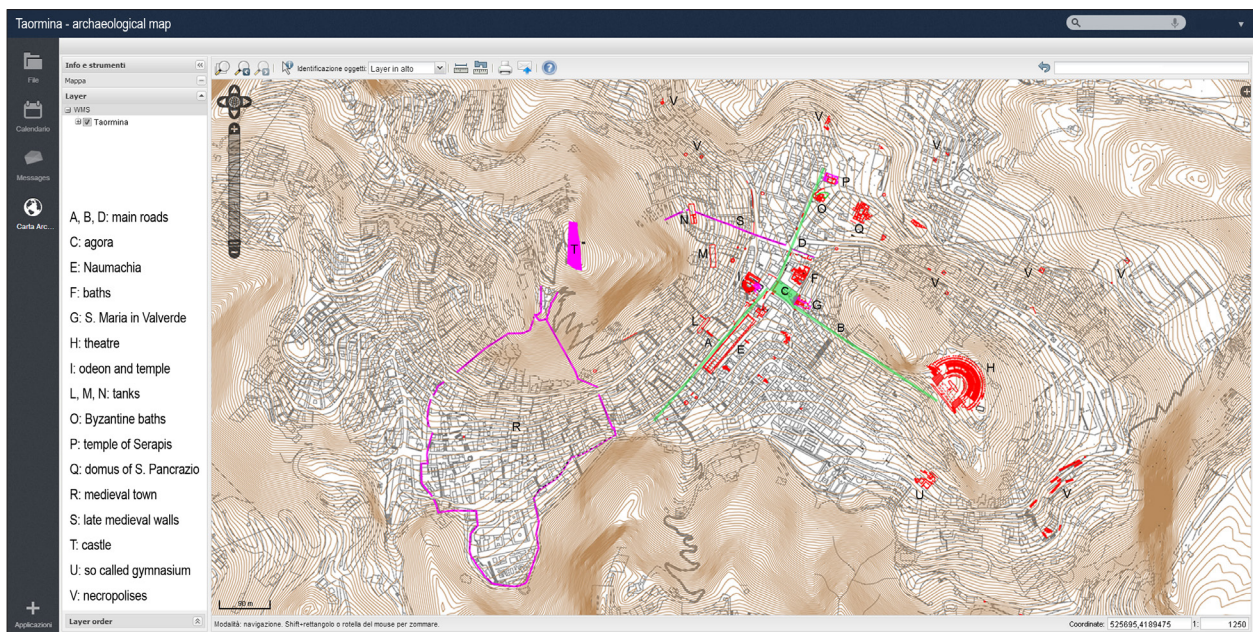 Taormina - archaeological map
Info e strumenti
Mappa
Layer
WMS
Taormina
File
Calendario
Messages
Carta Arc...
Applicazioni
Identificazione oggetti: Layer in alto
A, B, D: main roads
C: agora
E: Naumachia
F: baths
G: S. Maria in Valverde
H: theatre
I: odeon and temple
L, M, N: tanks
O: Byzantine baths
P: temple of Serapis
Q: domus of S. Pancrazio
R: medieval town
S: late medieval walls
T: castle
U: so called gymnasium
V: necropolises
Layer order
V
V
V
V
P
O
N
S
Q
D
M
T
I
F
V
V
V
C
G
L
B
A
E
H
R
U
V
90 m
Modalità: navigazione. Shift+rettangolo o rotella del mouse per zommare.
Coordinate: 525695,4189475 1: 1250